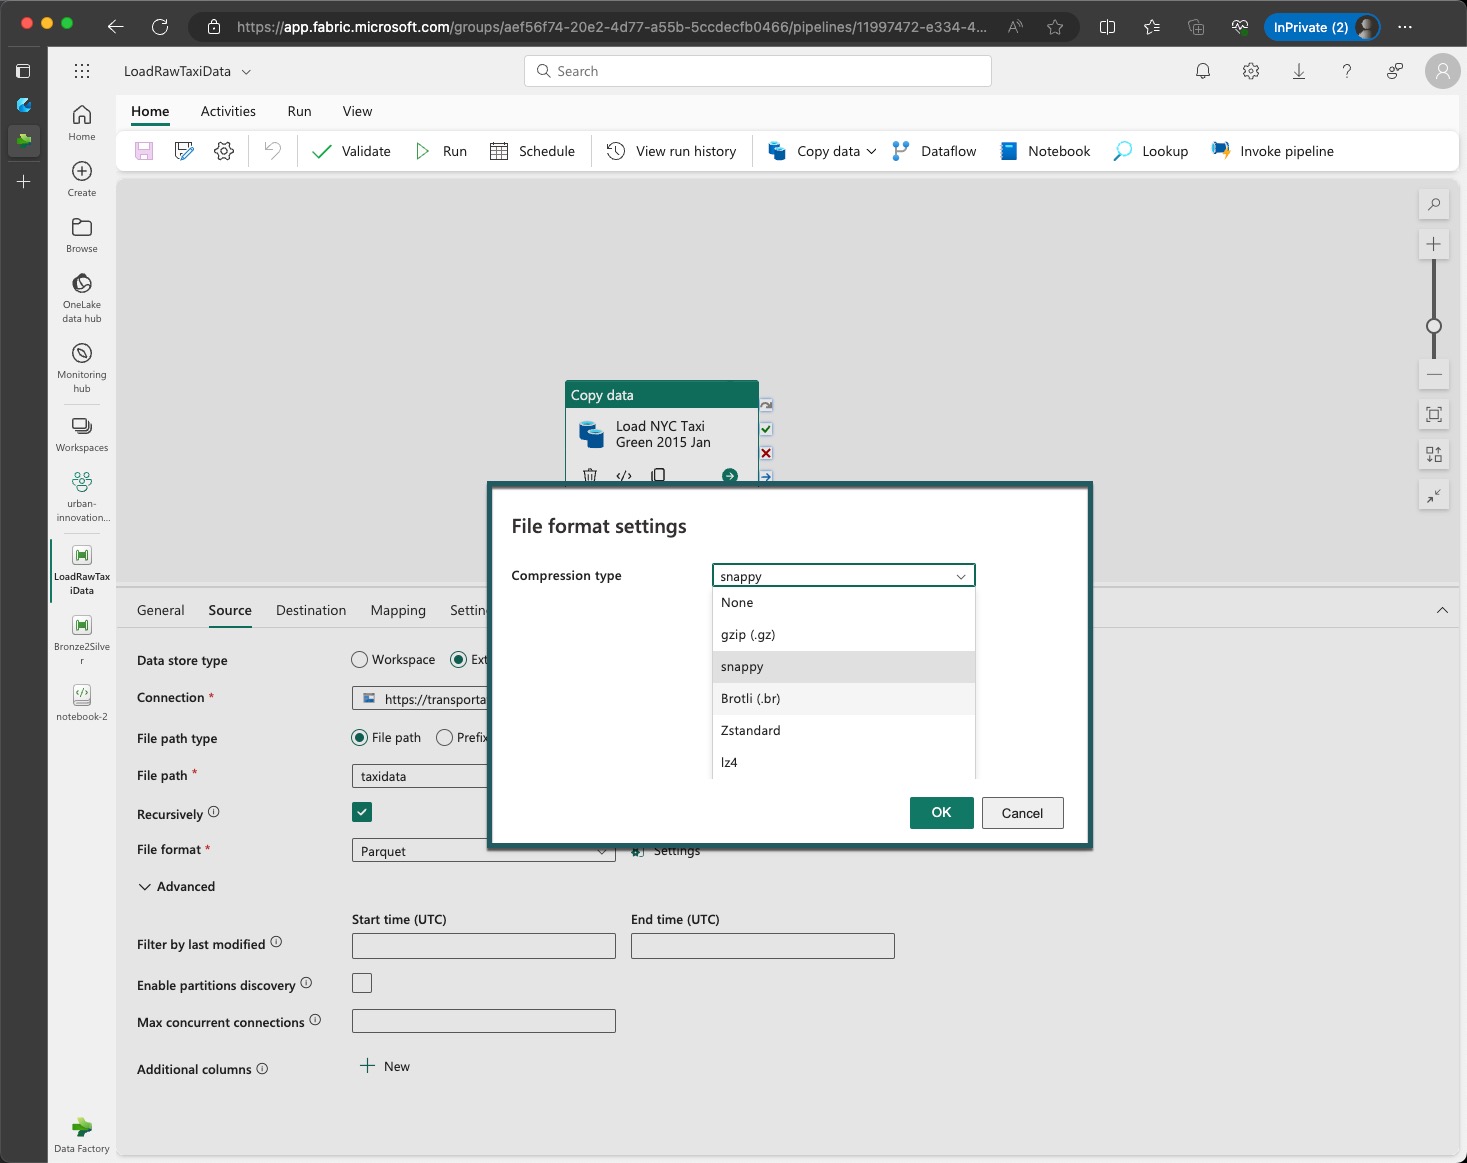 https://app.fabric.microsoft.com/groups/aef56f74-20e2-4d77-a55b-5ccdecfb0466/pipelines/11997472-e334-4...
InPrivate (2)
LoadRawTaxiData
Search
Home
Activities
Run
View
Validate
Run
Schedule
View run history
Copy data
Dataflow
Notebook
Lookup
Invoke pipeline
Home
Create
Browse
OneLake
data hub
Monitoring
hub
Workspaces
urban-
innovation...
LoadRawTax
iData
Bronze2Silve
r
notebook-2
Data Factory
Copy data
Load NYC Taxi
Green 2015 Jan
File format settings
Compression type
snappy
None
gzip (.gz)
snappy
Brotli (.br)
Zstandard
lz4
OK
Cancel
General
Source
Destination
Mapping
Settin
Data store type
Workspace
Ext
Connection *
https://transporta
File path type
File path
Prefix
File path *
taxidata
Recursively
File format *
Parquet
Settings
Advanced
Start time (UTC)
End time (UTC)
Filter by last modified
Enable partitions discovery
Max concurrent connections
Additional columns
New